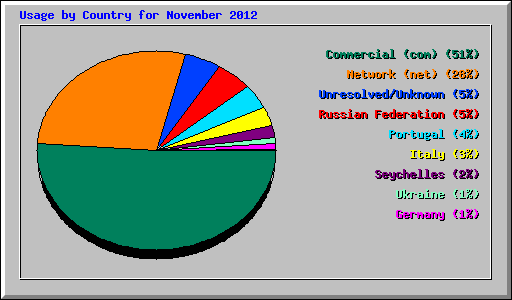 Usage by Country for November 2012
Commercial (com) (51%)
Network (net) (28%)
Unresolved/Unknown (5%)
Russian Federation (5%)
Portugal (4%)
Italy (3%)
Seychelles (2%)
Ukraine (1%)
Germany (1%)